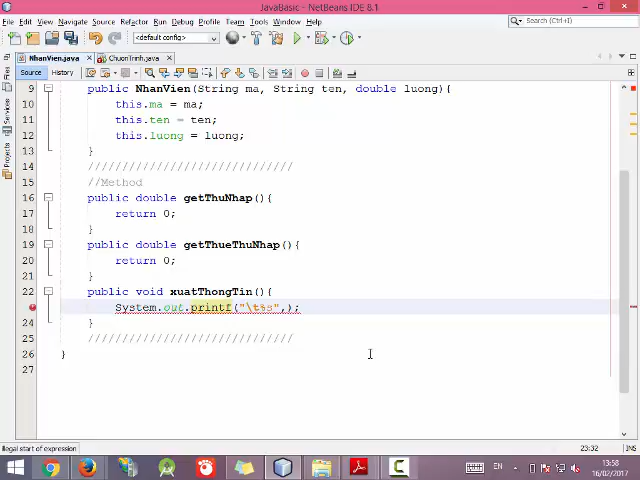 JavaBasic - NetBeans IDE 8.1
File Edit View Navigate Source Refactor Run Debug Profile Team Tools Window Help
Search (Ctrl+I)
<default config>
NhanVien.java ChuonTrinh.java
Source History
Files
Services
Projects
9 public NhanVien(String ma, String ten, double luong){
10 this.ma = ma;
11 this.ten = ten;
12 this.luong = luong;
13 }
14 //////////////////////////////
15 //Method
16 public double getThuNhap(){
17 return 0;
18 }
19 public double getThueThuNhap(){
20 return 0;
21 }
22 public void xuatThongTin(){
System.out.printf("\t%s",);
24 }
25 //////////////////////////////
26 }
27
illegal start of expression
23:32
INS
EN
13:58
16/02/2017